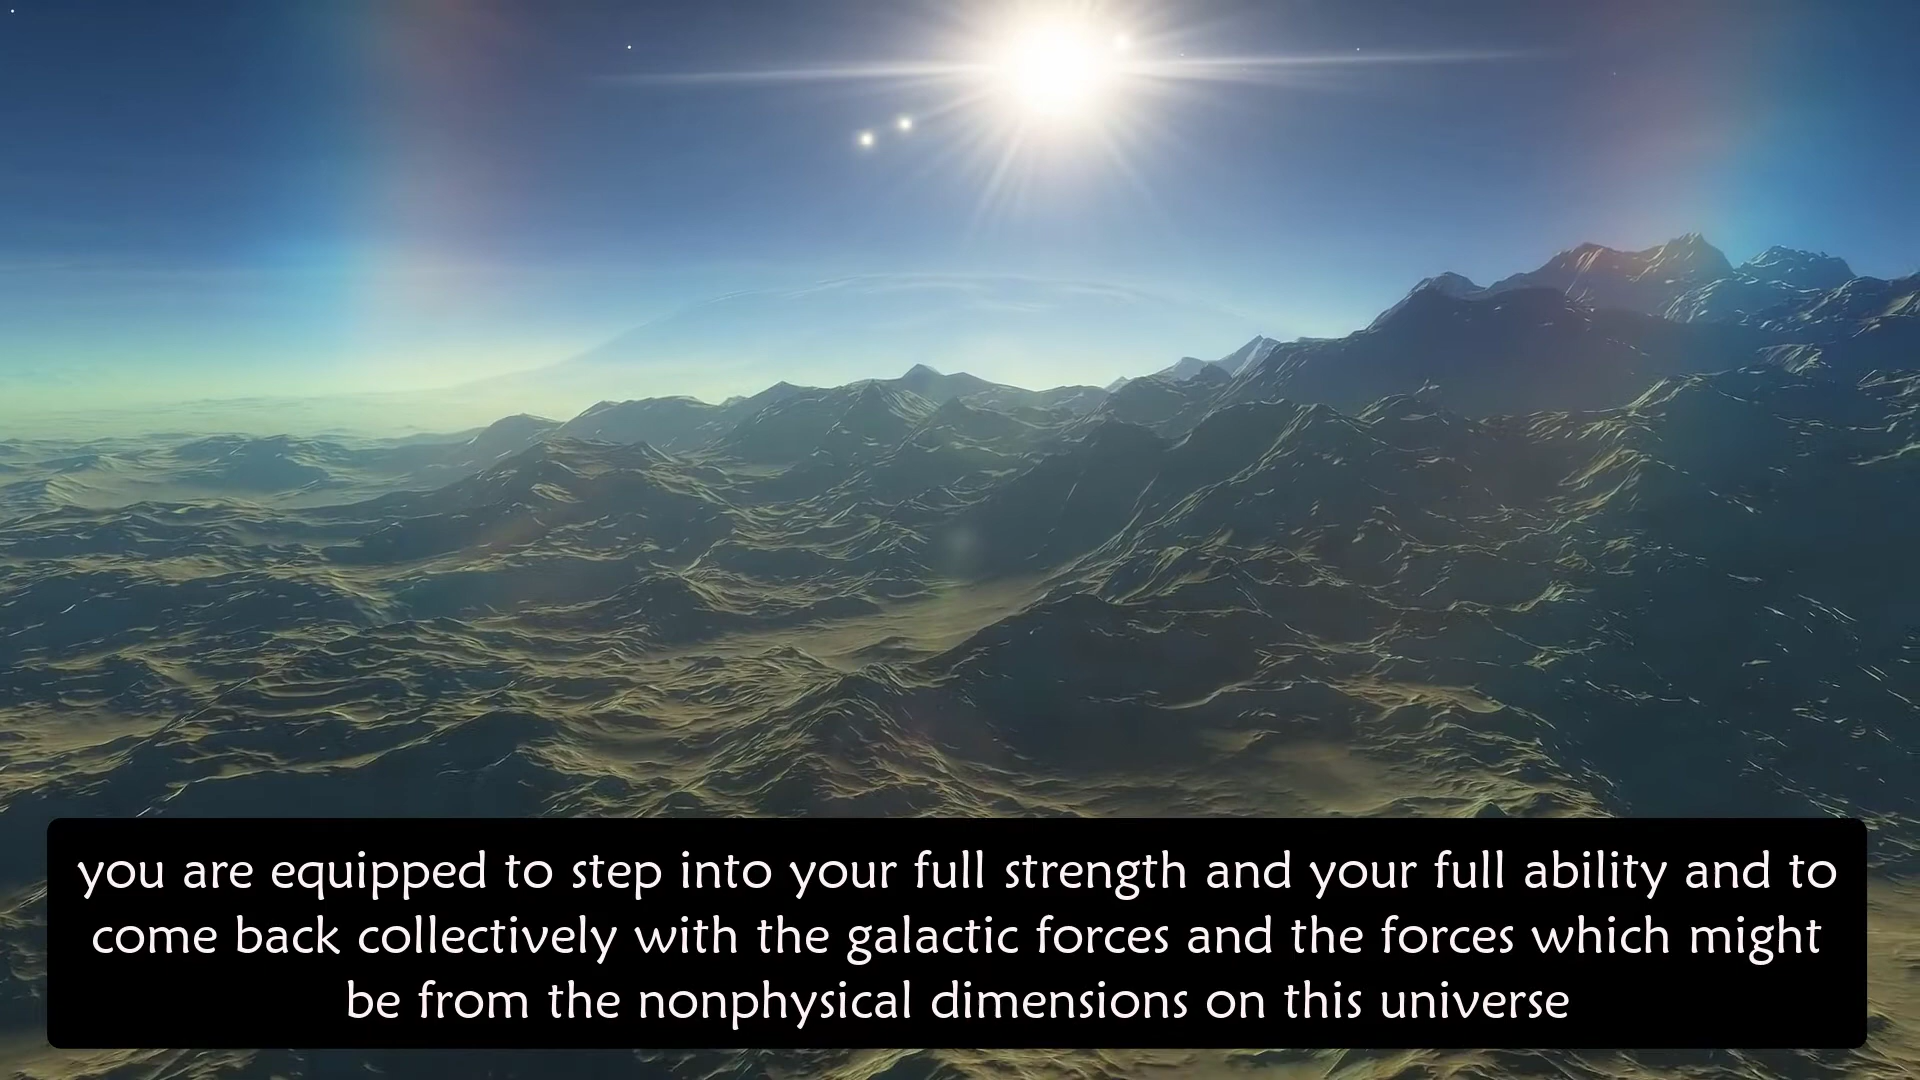 you are equipped to step into your full strength and your full ability and to
come back collectively with the galactic forces and the forces which might
be from the nonphysical dimensions on this universe